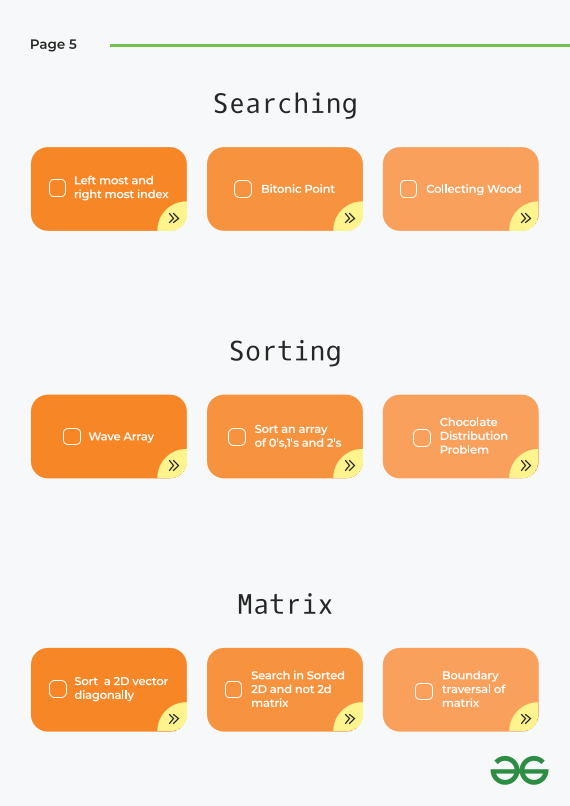 Page 5
Searching
Left most and
right most index
Bitonic Point
Collecting Wood
Sorting
Wave Array
Sort an array
of 0's,1's and 2's
Chocolate
Distribution
Problem
Matrix
Sort  a 2D vector
diagonally
Search in Sorted
2D and not 2d
matrix
Boundary
traversal of
matrix